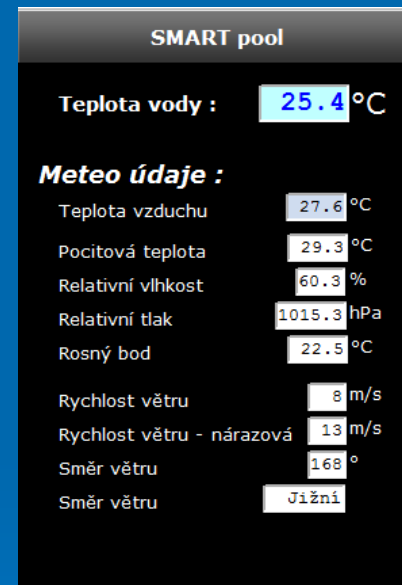 SMART pool
Teplota vody : 25.4 °C
Meteo údaje :
Teplota vzduchu 27.6 °C
Pocitová teplota 29.3 °C
Relativní vlhkost 60.3 %
Relativní tlak 1015.3 hPa
Rosný bod 22.5 °C
Rychlost větru 8 m/s
Rychlost větru - nárazová 13 m/s
Směr větru 168 °
Směr větru Jižní